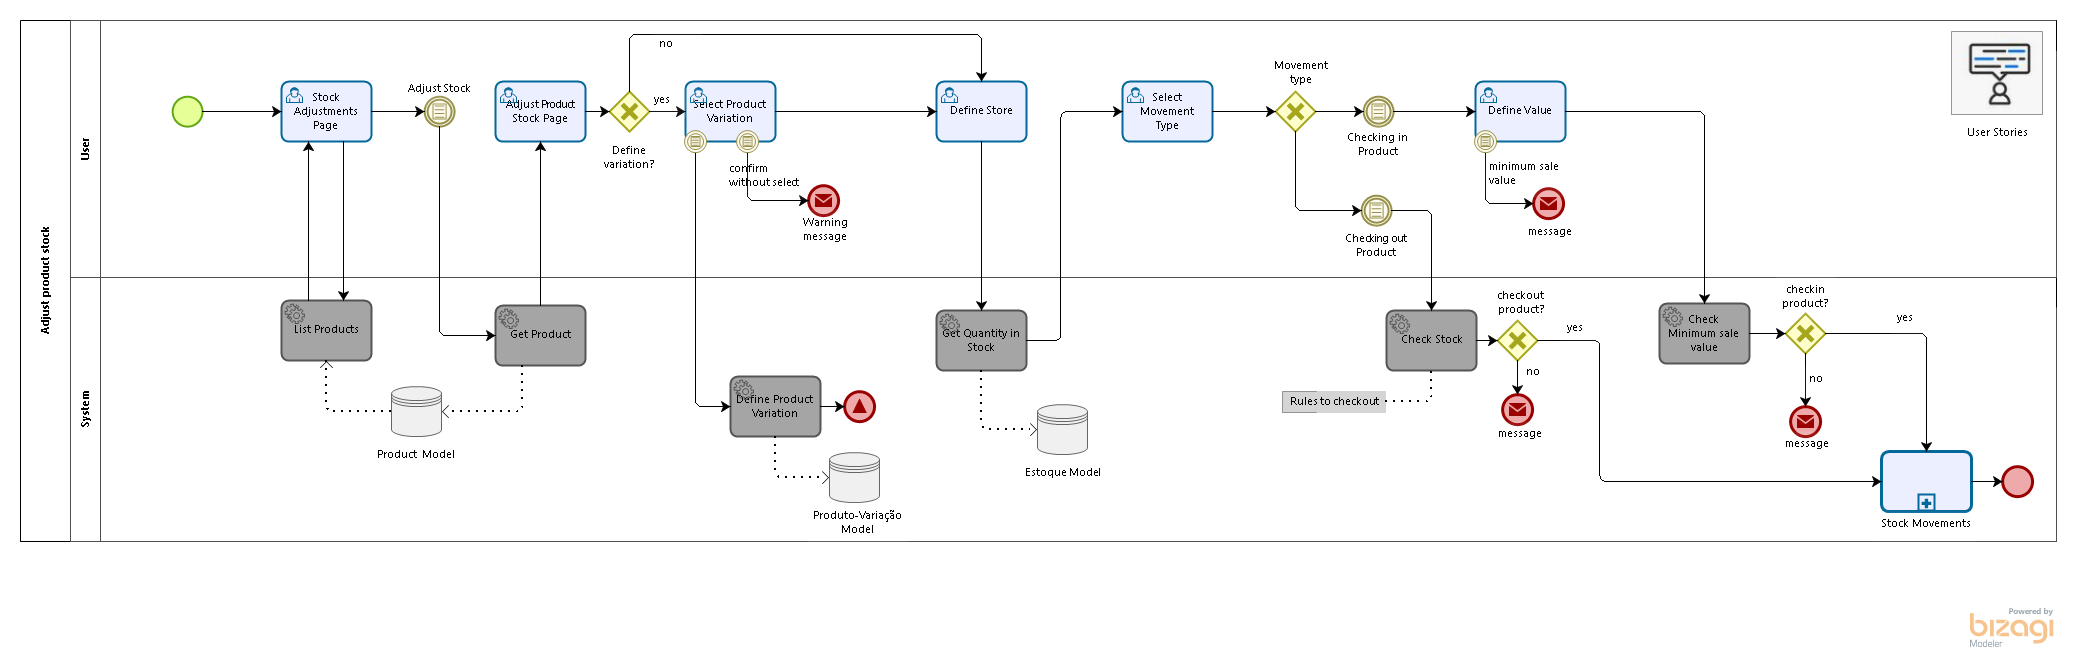 Adjust product stock
User
System
Stock
Adjustments
Page
Adjust Stock
Adjust Product
Stock Page
Define
variation?
no
yes
Select Product
Variation
confirm
without select
Warning
message
Define Store
Select
Movement
Type
Movement
type
Checking in
Product
Checking out
Product
Define Value
minimum sale
value
message
User Stories
List Products
Get Product
Product Model
Define Product
Variation
Produto-Variação
Model
Get Quantity in
Stock
Estoque Model
Rules to checkout
Check Stock
checkout
product?
yes
no
message
Check
Minimum sale
value
checkin
product?
yes
no
message
Stock Movements
Powered by
bizagi
Modeler